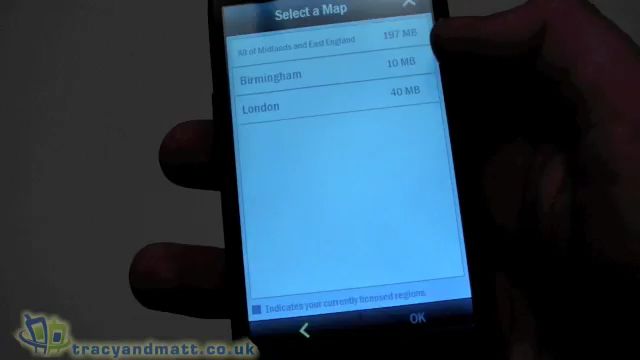 Select a Map
All of Midlands and East England 197 MB
Birmingham 10 MB
London 40 MB
Indicates your currently licensed regions.
OK
tracyandmatt.co.uk